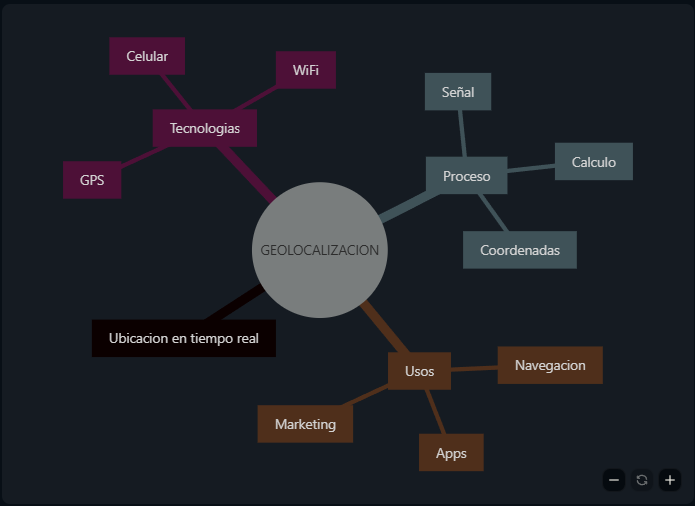 Celular
WiFi
Tecnologias
GPS
Señal
Calculo
Proceso
Coordenadas
GEOLOCALIZACION
Ubicacion en tiempo real
Usos
Navegacion
Marketing
Apps